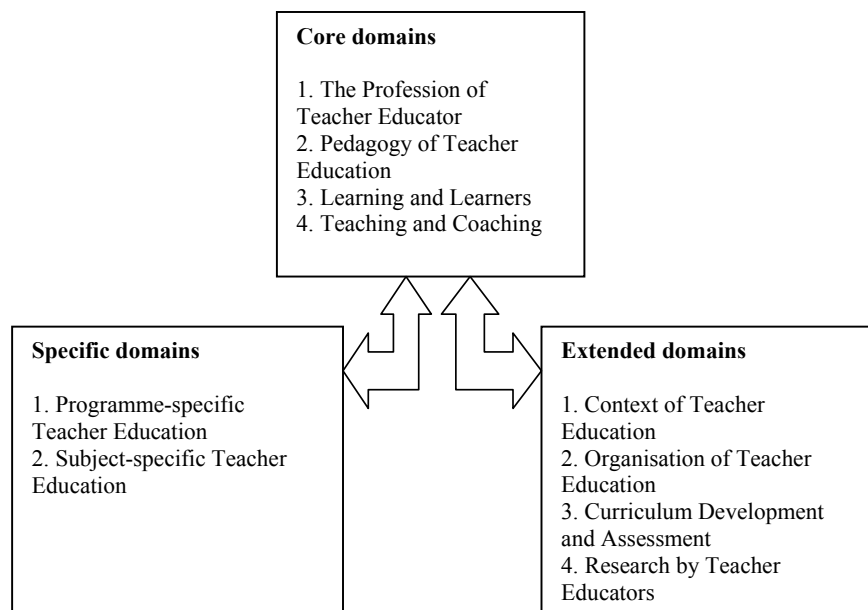 Core domains
1. The Profession of
Teacher Educator
2. Pedagogy of Teacher
Education
3. Learning and Learners
4. Teaching and Coaching
Specific domains
1. Programme-specific
Teacher Education
2. Subject-specific Teacher
Education
Extended domains
1. Context of Teacher
Education
2. Organisation of Teacher
Education
3. Curriculum Development
and Assessment
4. Research by Teacher
Educators